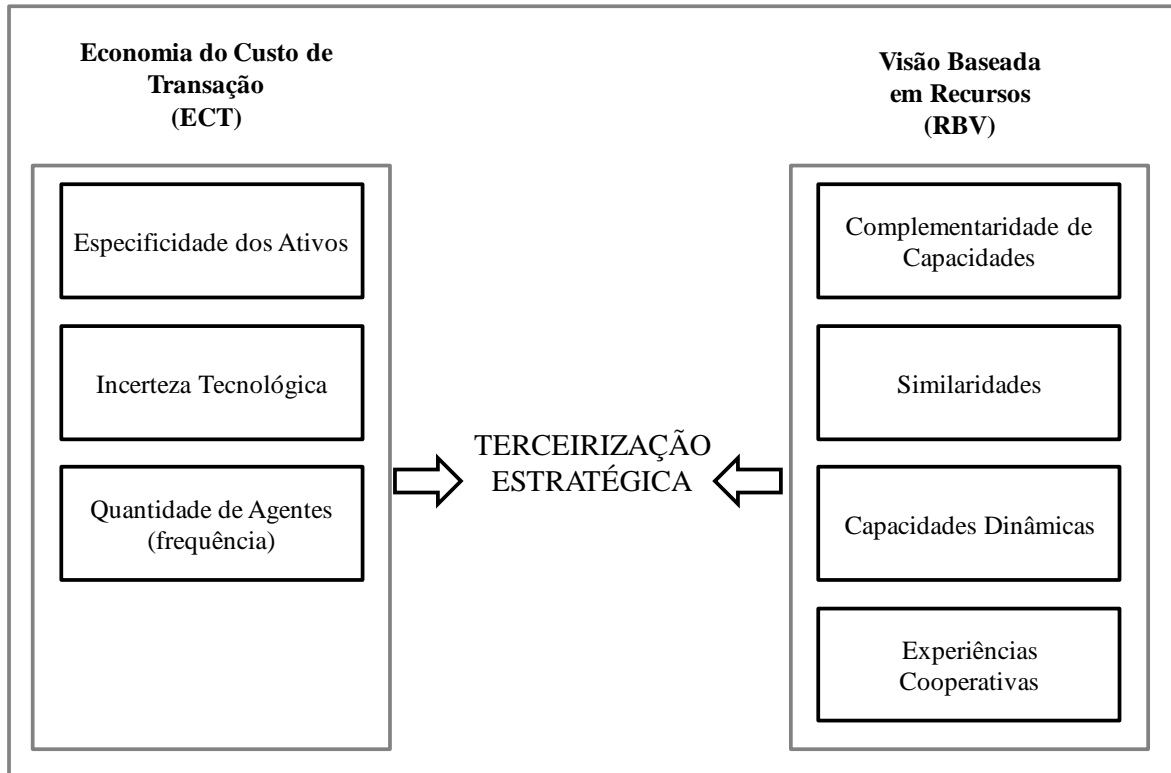 Economia do Custo de
Transação
(ECT)
Especificidade dos Ativos
Incerteza Tecnológica
Quantidade de Agentes
(frequência)
TERCEIRIZAÇÃO
ESTRATÉGICA
Visão Baseada
em Recursos
(RBV)
Complementaridade de
Capacidades
Similaridades
Capacidades Dinâmicas
Experiências
Cooperativas